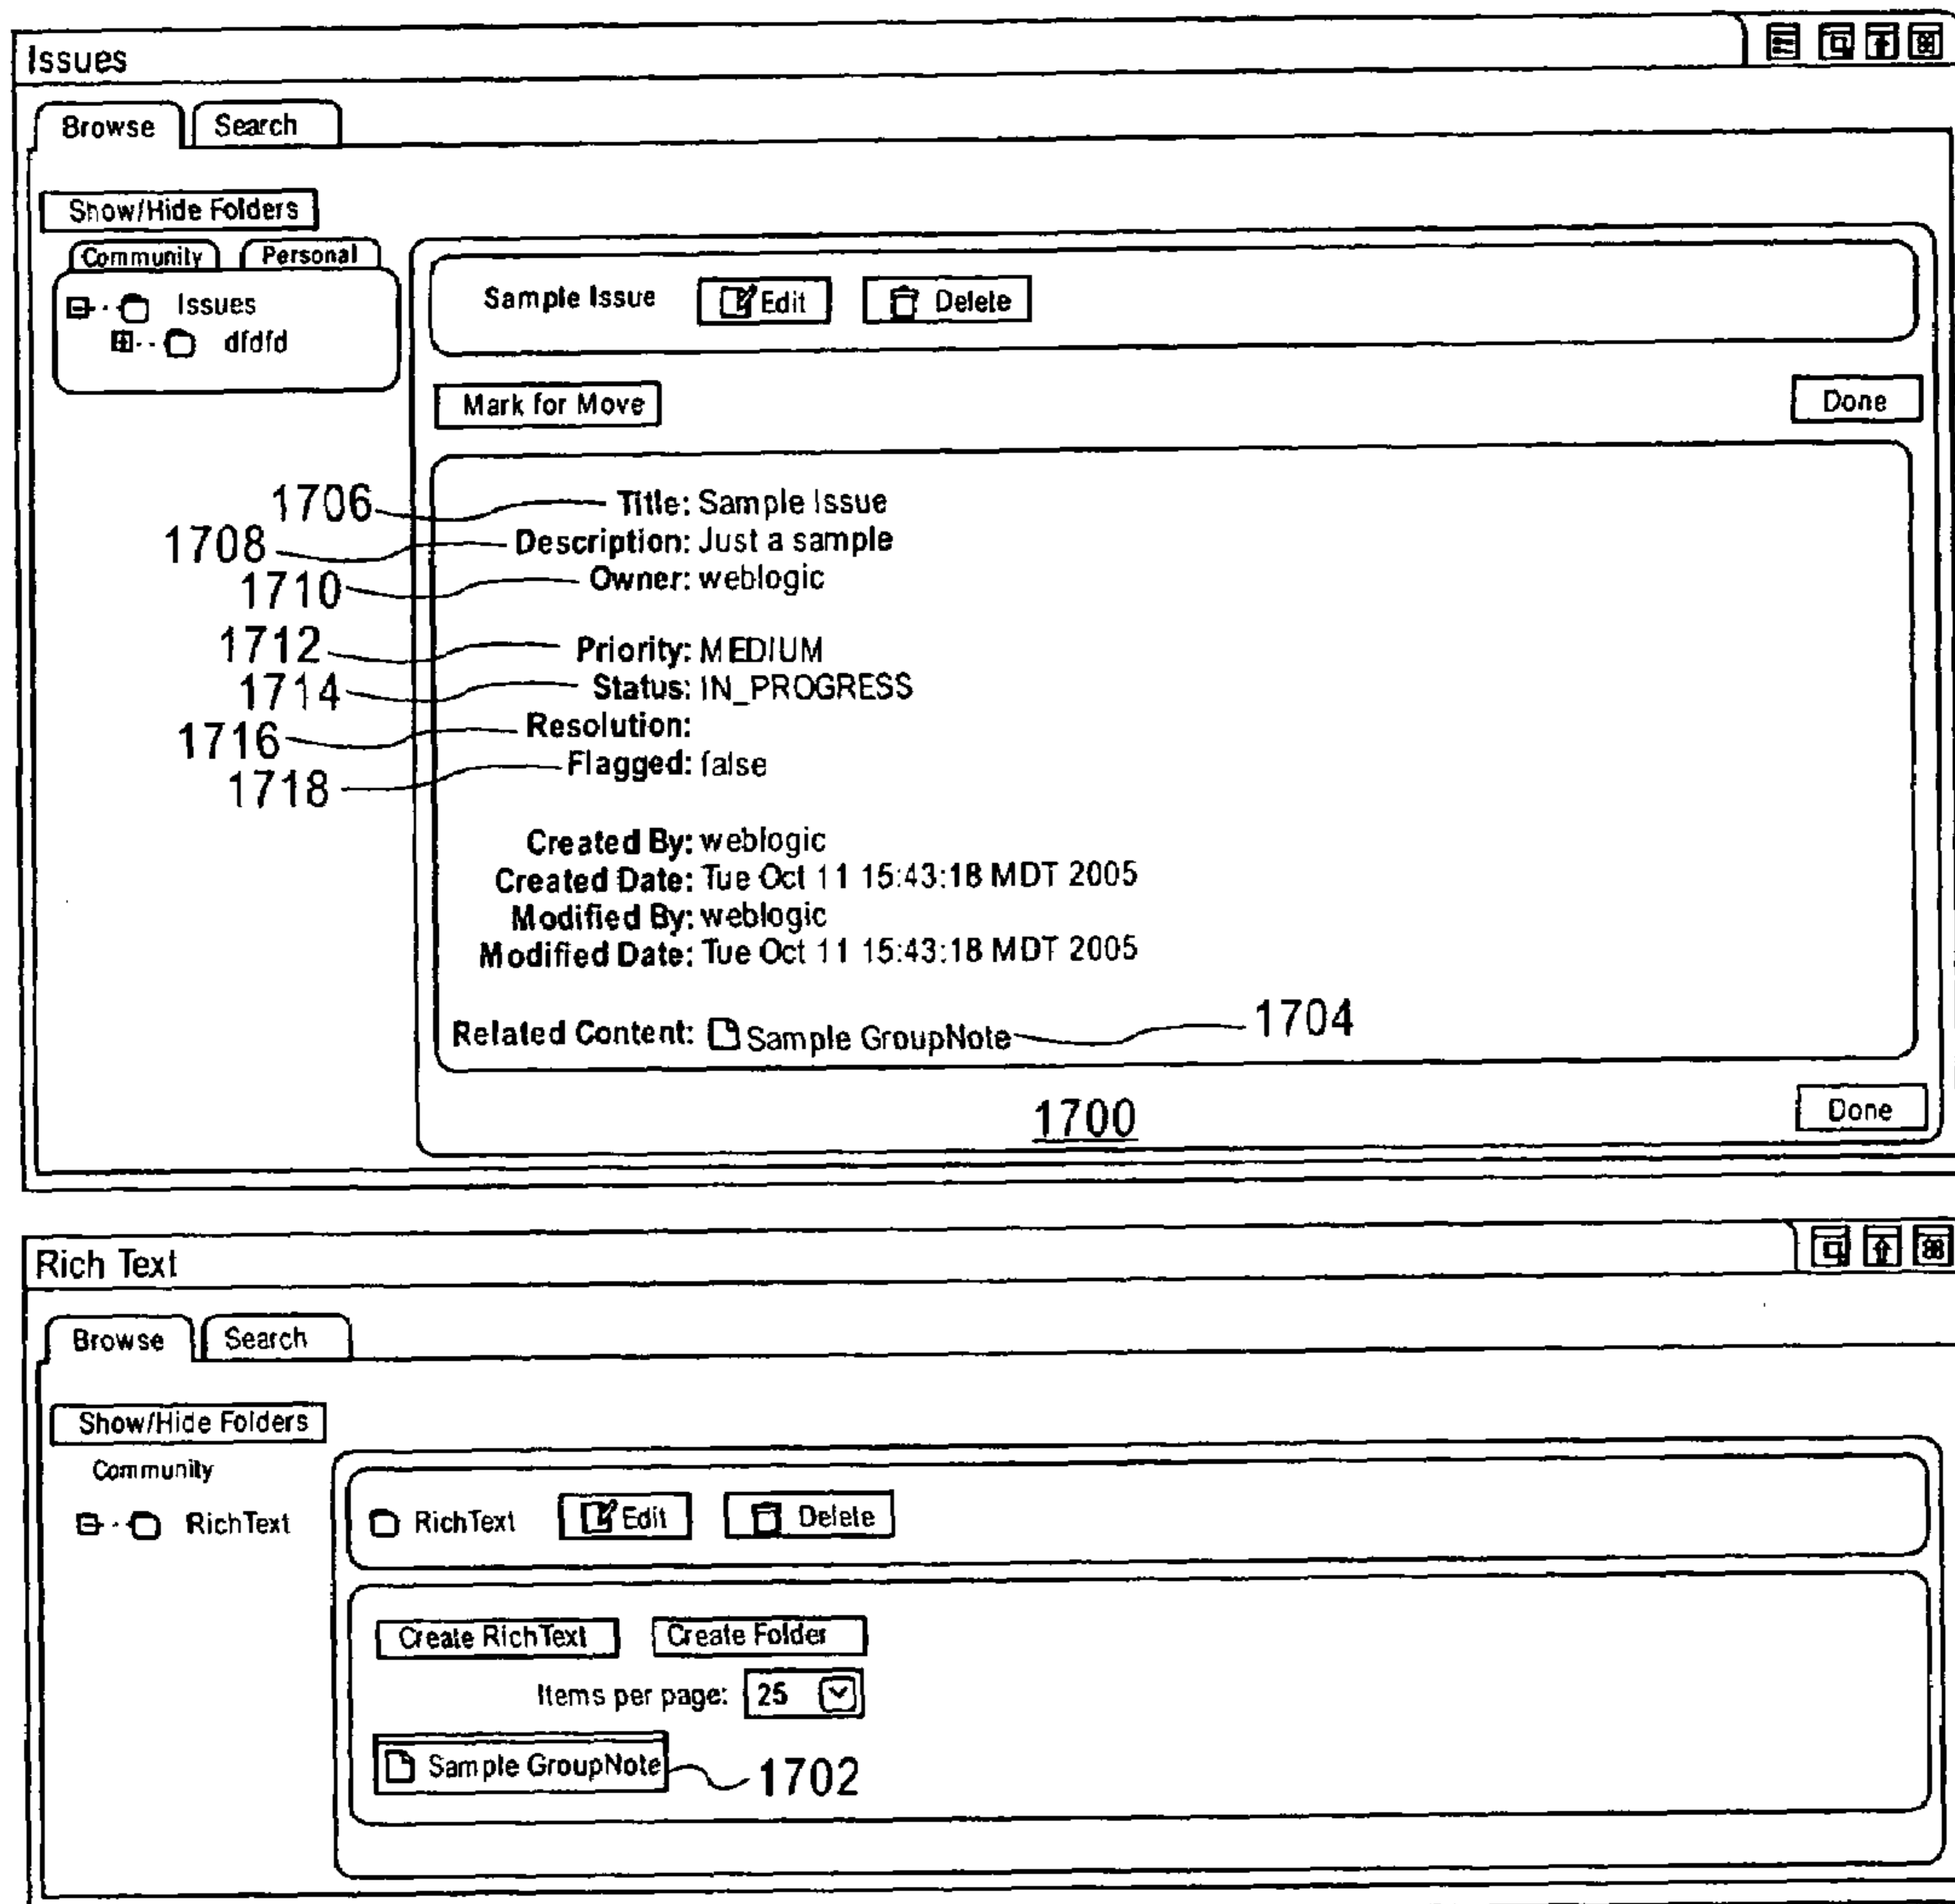 Issues
Browse Search
Show/Hide Folders
Community Personal
Issues
dfdfd
Sample Issue Edit Delete
Mark for Move Done
1706 Title: Sample Issue
1708 Description: Just a sample
1710 Owner: weblogic
1712 Priority: MEDIUM
1714 Status: IN_PROGRESS
1716 Resolution:
1718 Flagged: false
Created By: weblogic
Created Date: Tue Oct 11 15:43:18 MDT 2005
Modified By: weblogic
Modified Date: Tue Oct 11 15:43:18 MDT 2005
Related Content: Sample GroupNote 1704
1700 Done
Rich Text
Browse Search
Show/Hide Folders
Community
RichText
RichText Edit Delete
Create RichText Create Folder
Items per page: 25
Sample GroupNote 1702